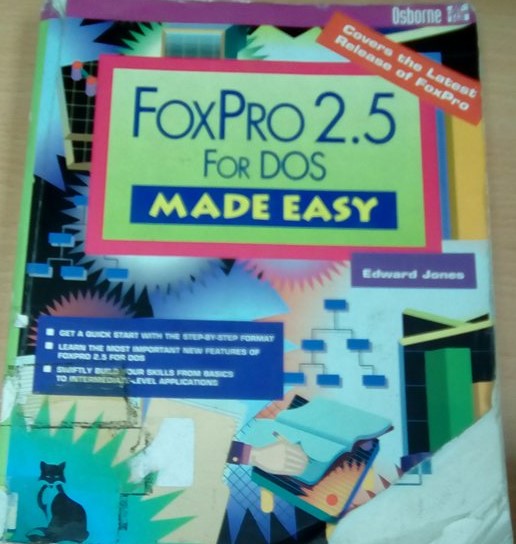 Osborne
Covers the Latest
Release of FoxPro
FOXPRO 2.5
FOR DOS
MADE EASY
Edward Jones
GET A QUICK START WITH THE STEP-BY-STEP FORMAT
LEARN THE MOST IMPORTANT NEW FEATURES OF
FOXPRO 2.5 FOR DOS
SWIFTLY BUILD YOUR SKILLS FROM BASICS
TO INTERMEDIATE-LEVEL APPLICATIONS